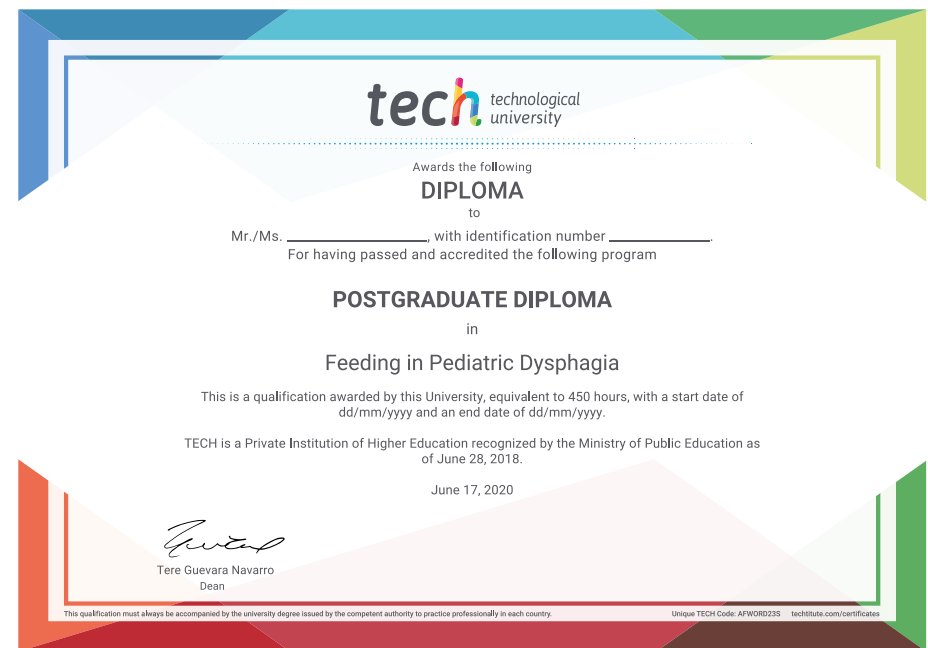 tech technological
university
Awards the following
DIPLOMA
to
Mr./Ms. ____________________, with identification number ______________.
For having passed and accredited the following program
POSTGRADUATE DIPLOMA
in
Feeding in Pediatric Dysphagia
This is a qualification awarded by this University, equivalent to 450 hours, with a start date of
dd/mm/yyyy and an end date of dd/mm/yyyy.
TECH is a Private Institution of Higher Education recognized by the Ministry of Public Education as
of June 28, 2018.
June 17, 2020
Tere Guevara Navarro
Dean
This qualification must always be accompanied by the university degree issued by the competent authority to practice professionally in each country. Unique TECH Code: AFWORD23S techtitute.com/certificates